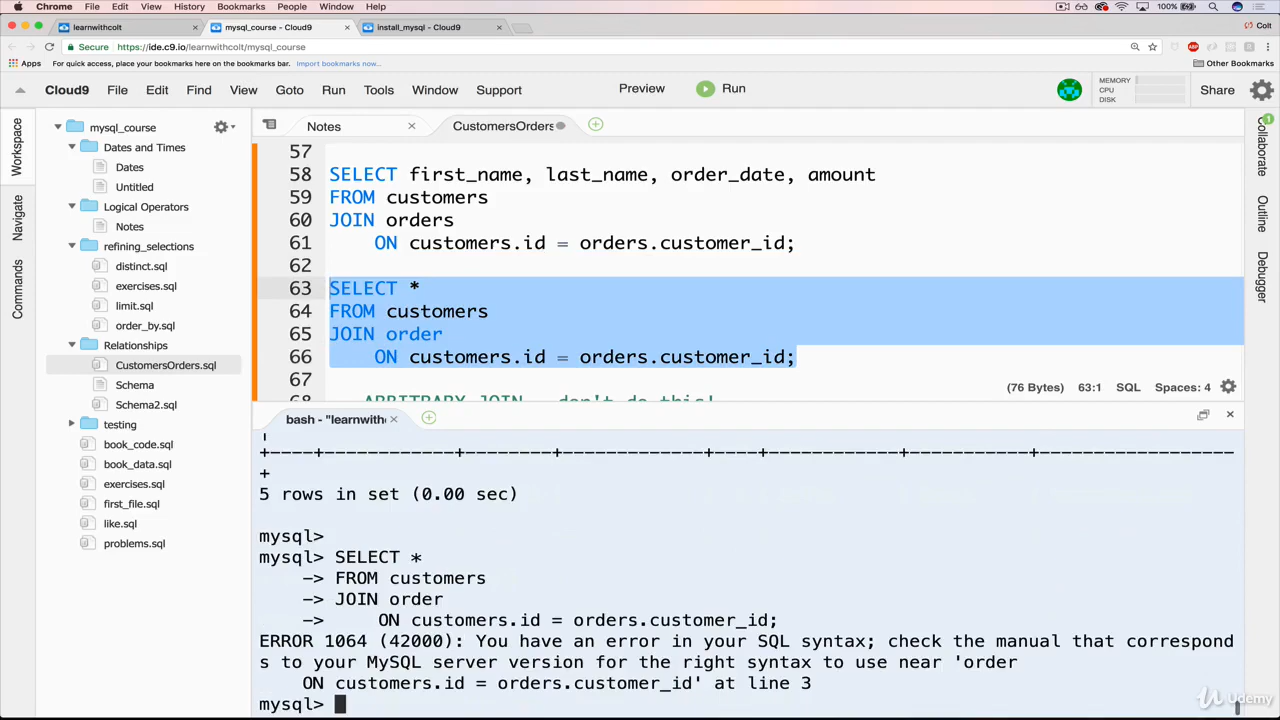 Chrome File Edit View History Bookmarks People Window Help 100% Colt
learnwithcolt mysql_course - Cloud9 install_mysql - Cloud9 Colt
Secure https://ide.c9.io/learnwithcolt/mysql_course
Apps For quick access, place your bookmarks here on the bookmarks bar. Import bookmarks now... Other Bookmarks
Cloud9 File Edit Find View Goto Run Tools Window Support Preview Run MEMORY CPU DISK Share
Workspace
Navigate
Commands
mysql_course
Dates and Times
Dates
Untitled
Logical Operators
Notes
refining_selections
distinct.sql
exercises.sql
limit.sql
order_by.sql
Relationships
CustomersOrders.sql
Schema
Schema2.sql
testing
book_code.sql
book_data.sql
exercises.sql
first_file.sql
like.sql
problems.sql
Notes CustomersOrders
57
58 SELECT first_name, last_name, order_date, amount
59 FROM customers
60 JOIN orders
61 ON customers.id = orders.customer_id;
62
63 SELECT *
64 FROM customers
65 JOIN order
66 ON customers.id = orders.customer_id;
67
68 -- ARBITRARY JOIN - don't do this!
(76 Bytes) 63:1 SQL Spaces: 4
Collaborate
Outline
Debugger
bash - "learnwith
+----+------------+--------+---------------+----+------------+-----------+------------------
+
5 rows in set (0.00 sec)
mysql>
mysql> SELECT *
-> FROM customers
-> JOIN order
-> ON customers.id = orders.customer_id;
ERROR 1064 (42000): You have an error in your SQL syntax; check the manual that correspond
s to your MySQL server version for the right syntax to use near 'order
ON customers.id = orders.customer_id' at line 3
mysql>
Udemy